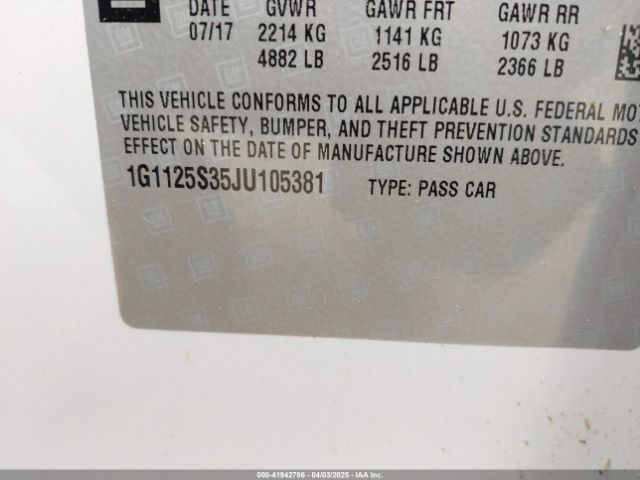 DATE GVWR GAWR FRT GAWR RR
07/17 2214 KG 1141 KG 1073 KG
4882 LB 2516 LB 2366 LB
THIS VEHICLE CONFORMS TO ALL APPLICABLE U.S. FEDERAL MOT
VEHICLE SAFETY, BUMPER, AND THEFT PREVENTION STANDARDS
EFFECT ON THE DATE OF MANUFACTURE SHOWN ABOVE.
1G1125S35JU105381 TYPE: PASS CAR
000-41942786 - 04/03/2025 - IAAI.COM